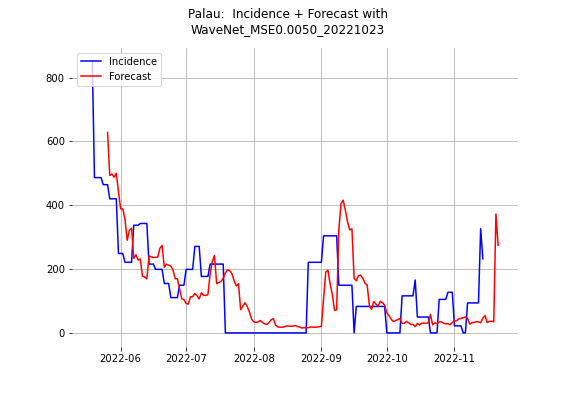 Palau:  Incidence + Forecast with
WaveNet_MSE0.0050_20221023
Incidence
Forecast
800
600
400
200
0
2022-06 2022-07 2022-08 2022-09 2022-10 2022-11